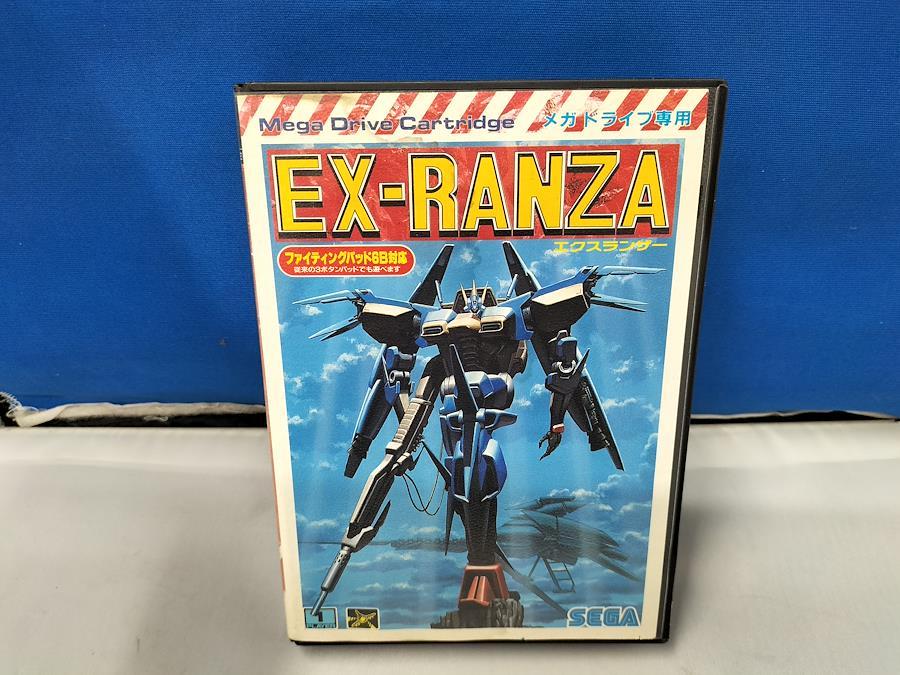 Mega Drive Cartridge メガドライブ専用
EX-RANZA
エクスランザー
ファイティングパッド6B対応
従来の3ボタンパッドでも遊べます
1
PLAYER
SEGA